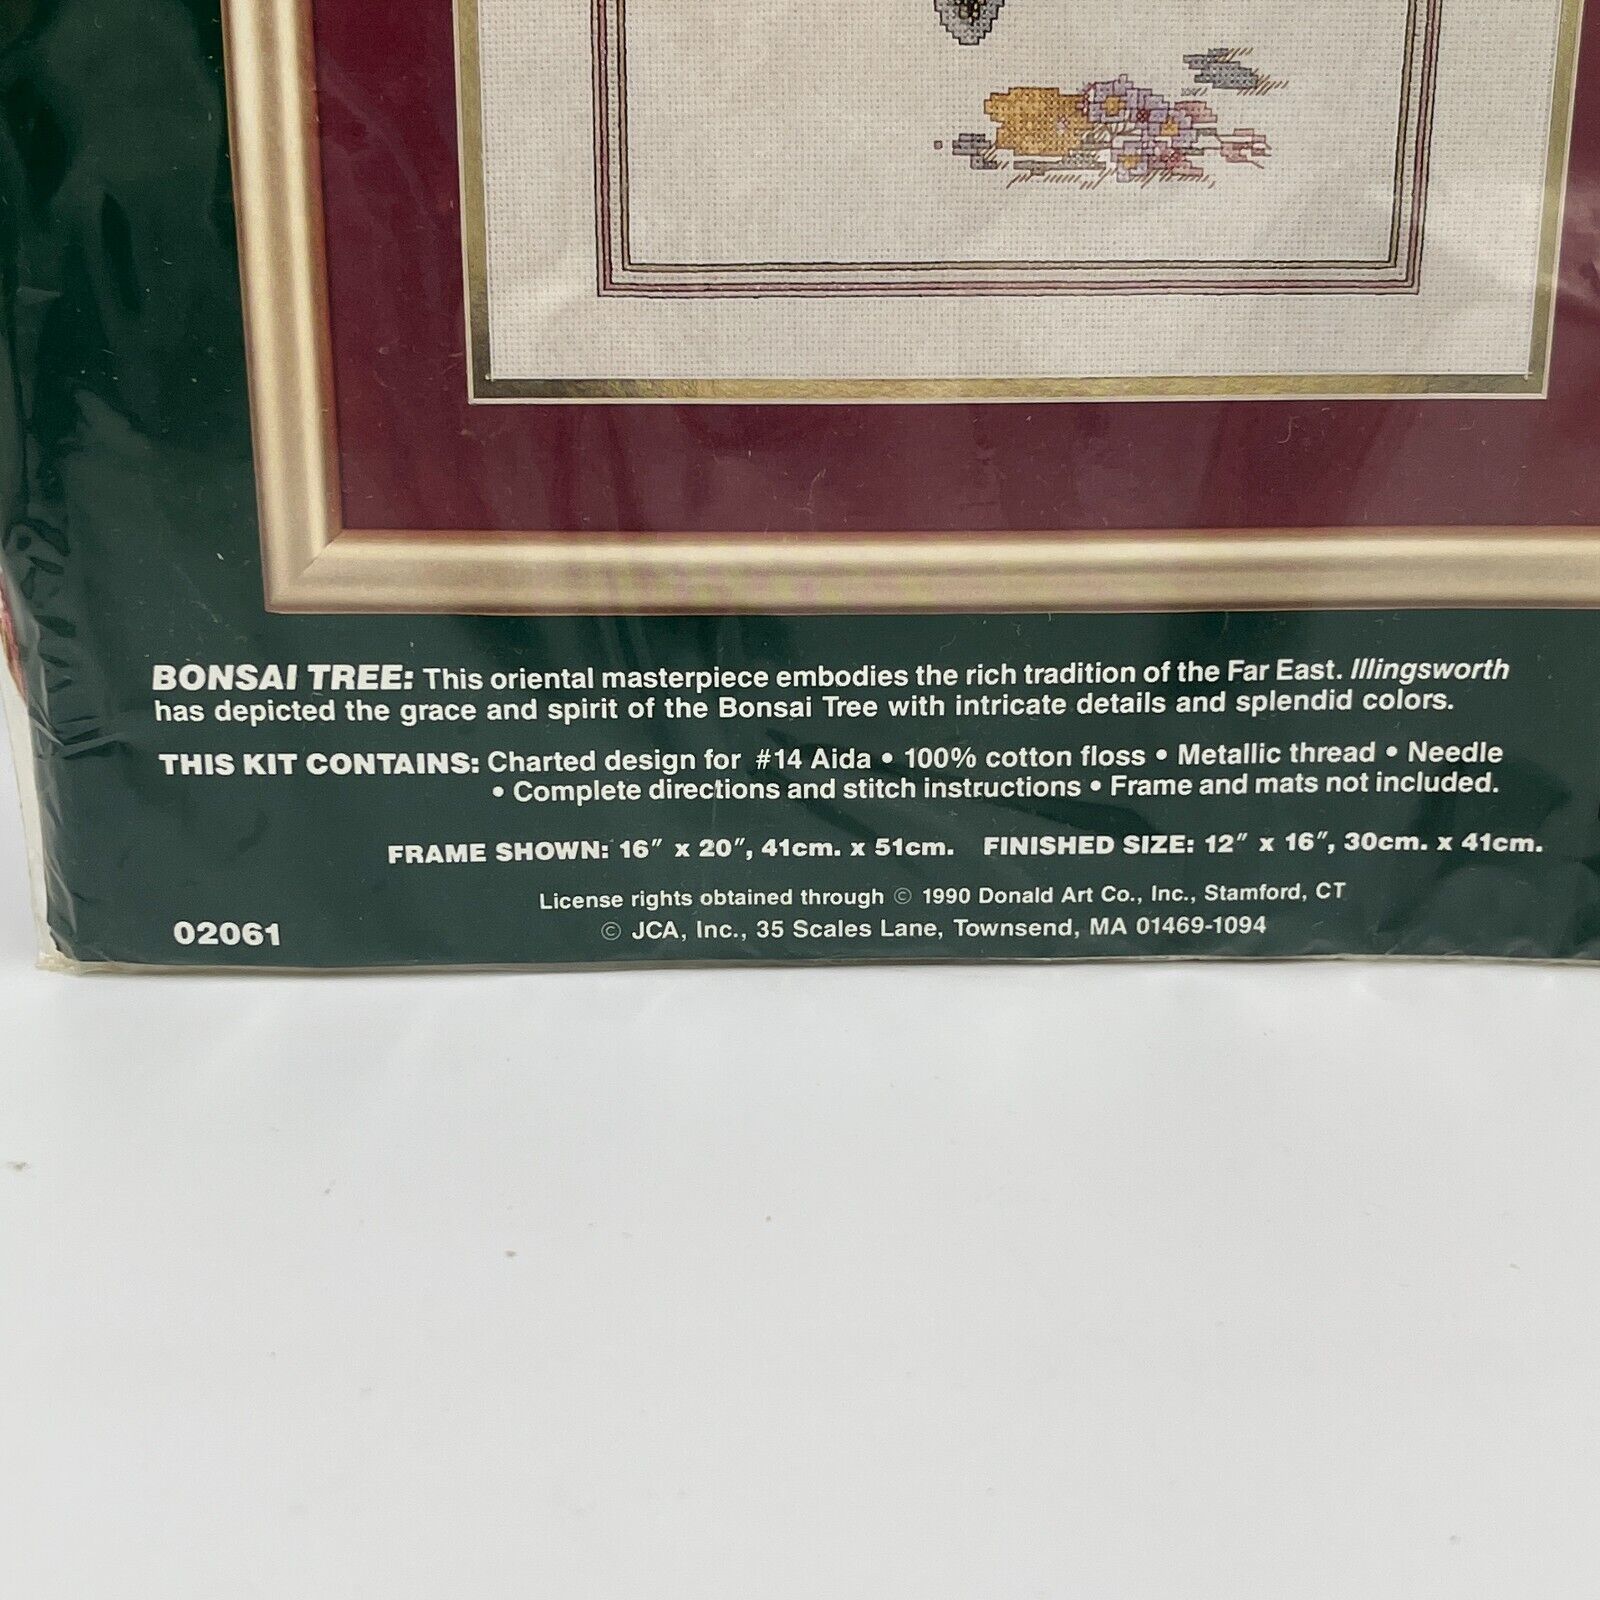 BONSAI TREE: This oriental masterpiece embodies the rich tradition of the Far East. Illingsworth
has depicted the grace and spirit of the Bonsai Tree with intricate details and splendid colors.
THIS KIT CONTAINS: Charted design for #14 Aida • 100% cotton floss • Metallic thread • Needle
• Complete directions and stitch instructions • Frame and mats not included.
FRAME SHOWN: 16″ x 20″, 41cm. x 51cm. FINISHED SIZE: 12″ x 16″, 30cm. x 41cm.
License rights obtained through © 1990 Donald Art Co., Inc., Stamford, CT
02061 © JCA, Inc., 35 Scales Lane, Townsend, MA 01469-1094